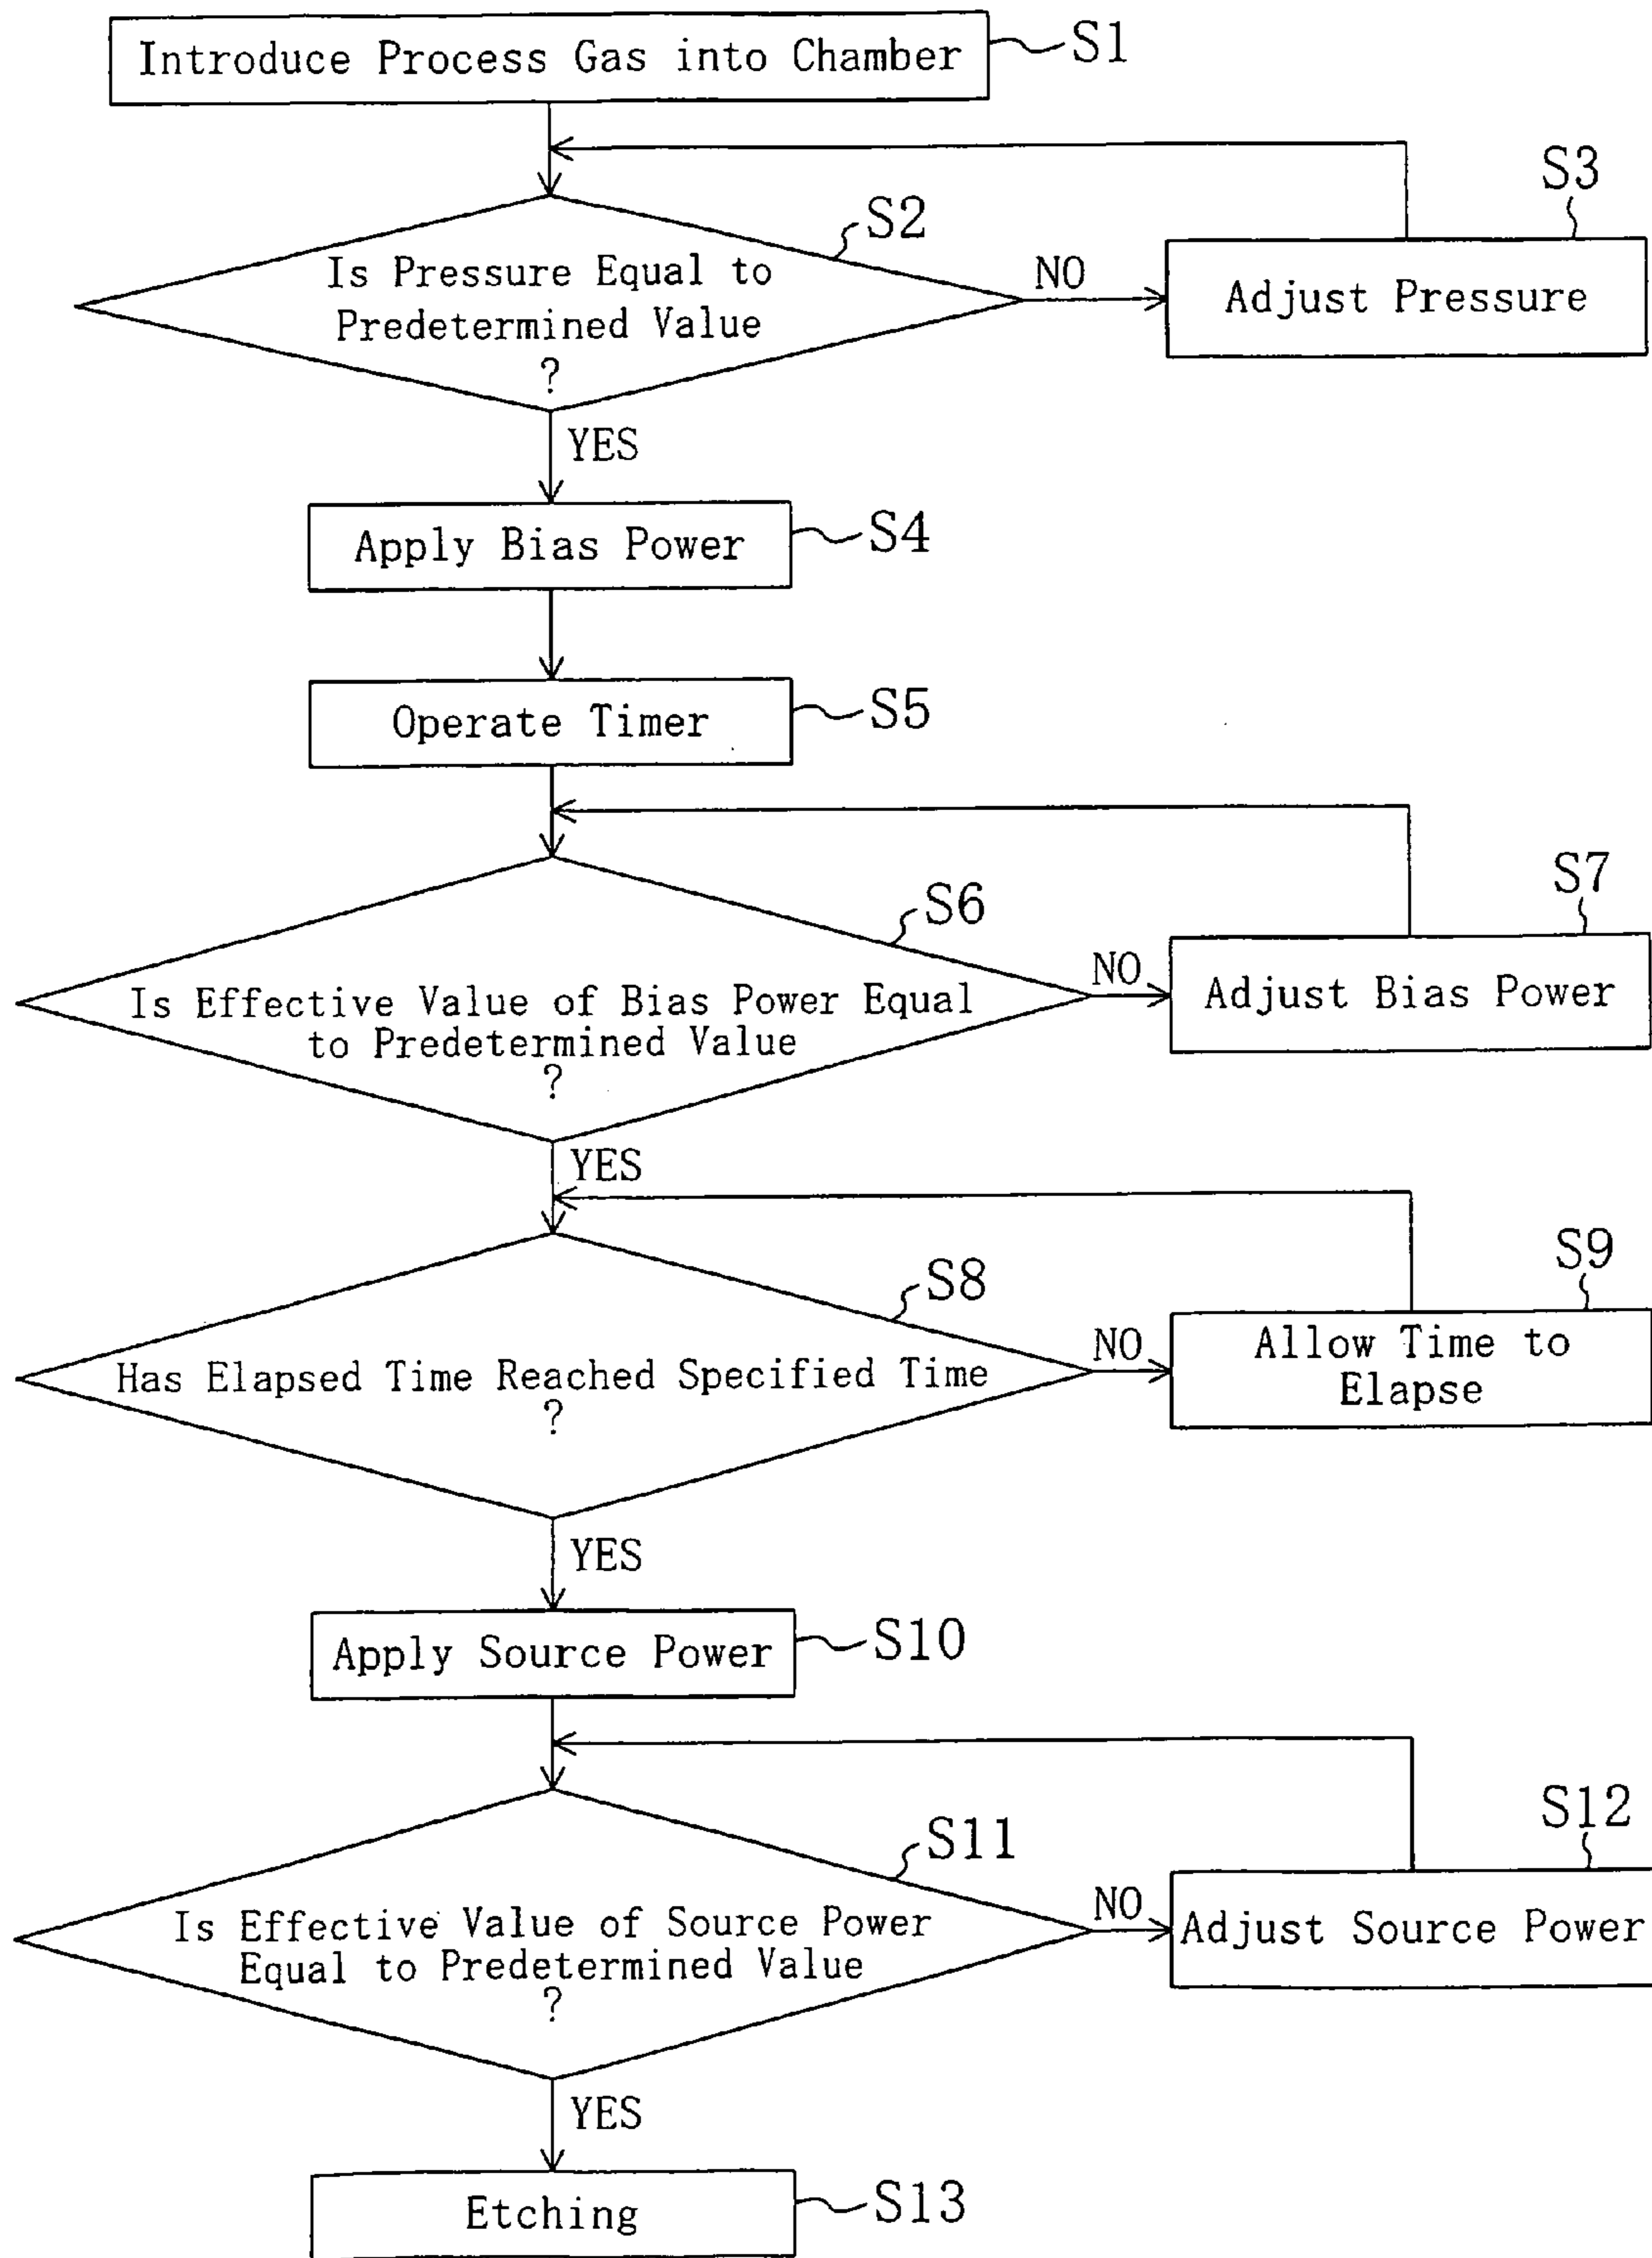 Introduce Process Gas into Chamber
S1
S3
S2
Is Pressure Equal to
Predetermined Value
?
NO
Adjust Pressure
YES
Apply Bias Power
S4
Operate Timer
S5
S7
S6
Is Effective Value of Bias Power Equal
to Predetermined Value
?
NO
Adjust Bias Power
YES
S9
S8
Has Elapsed Time Reached Specified Time
?
NO
Allow Time to
Elapse
YES
Apply Source Power
S10
S12
S11
Is Effective Value of Source Power
Equal to Predetermined Value
?
NO
Adjust Source Power
YES
Etching
S13